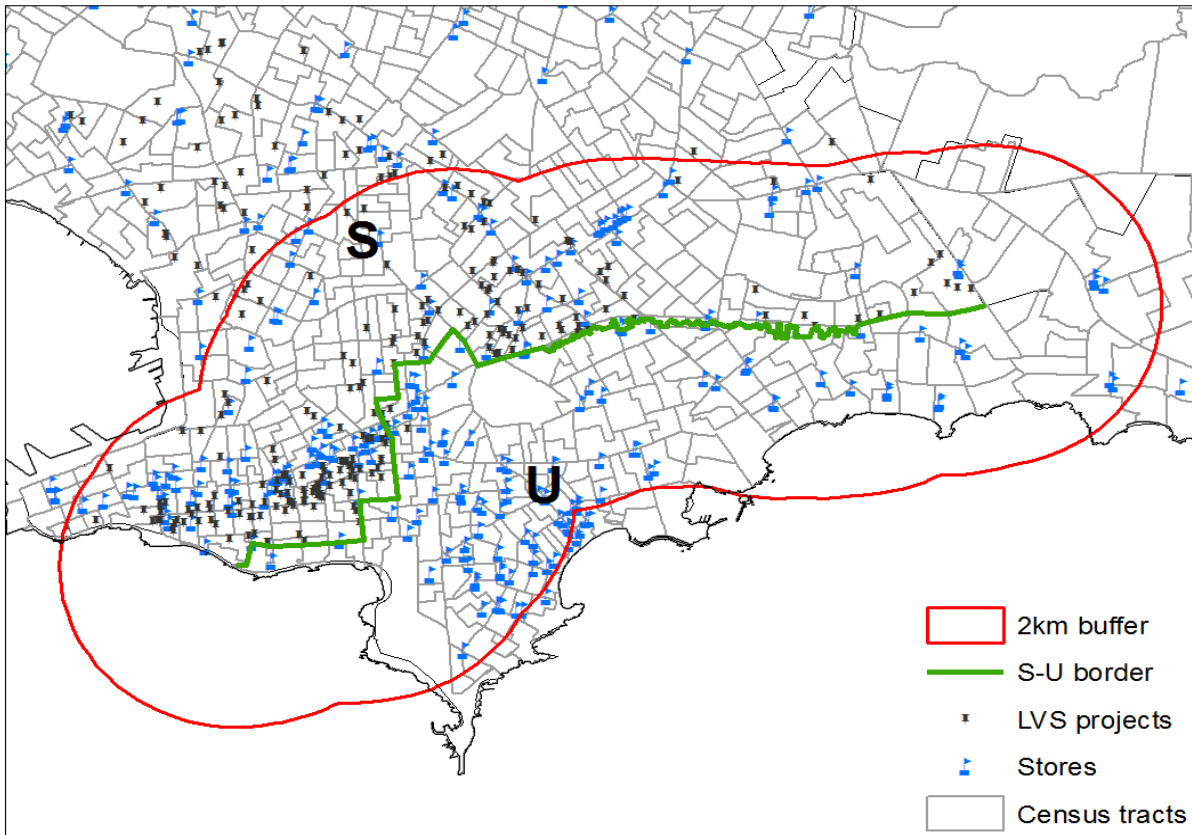 S
U
2km buffer
S-U border
LVS projects
Stores
Census tracts